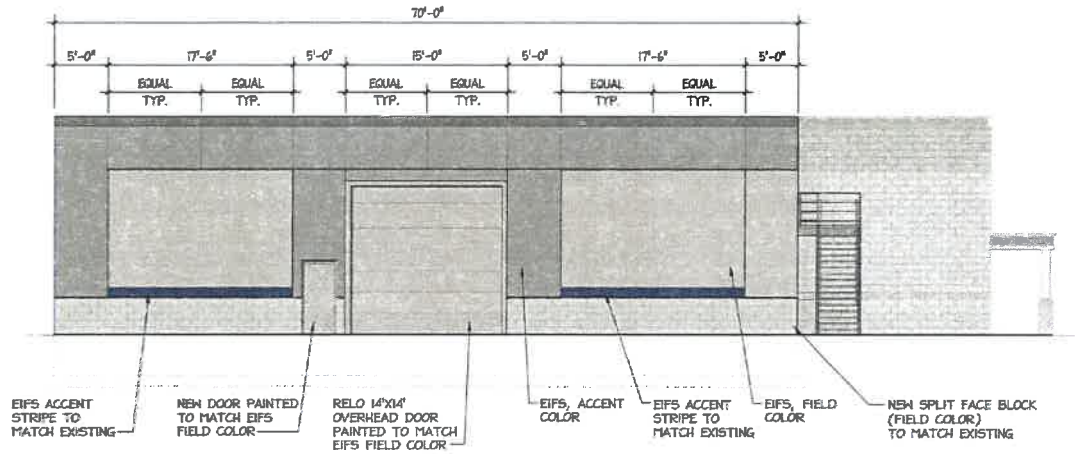 70'-0"
5'-0" 17'-6" 5'-0" 15'-0" 5'-0" 17'-6" 5'-0"
EQUAL EQUAL EQUAL EQUAL EQUAL EQUAL
TYP. TYP. TYP. TYP. TYP. TYP.
EIFS ACCENT
STRIPE TO
MATCH EXISTING
NEW DOOR PAINTED
TO MATCH EIFS
FIELD COLOR
RELO 14'X14'
OVERHEAD DOOR
PAINTED TO MATCH
EIFS FIELD COLOR
EIFS, ACCENT
COLOR
EIFS ACCENT
STRIPE TO
MATCH EXISTING
EIFS, FIELD
COLOR
NEW SPLIT FACE BLOCK
(FIELD COLOR)
TO MATCH EXISTING